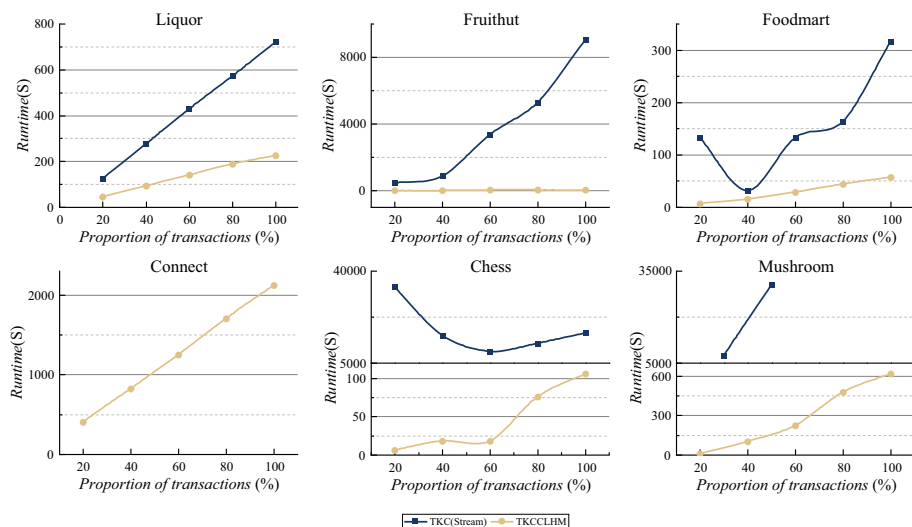 Liquor
Fruithut
Foodmart
800
600
400
200
0
Runtime(S)
0 20 40 60 80 100
Proportion of transactions (%)
8000
4000
0
Runtime(S)
20 40 60 80 100
Proportion of transactions (%)
300
200
100
0
Runtime(S)
20 40 60 80 100
Proportion of transactions (%)
Connect
Chess
Mushroom
2000
1000
0
Runtime(S)
20 40 60 80 100
Proportion of transactions (%)
40000
5000
100
50
0
Runtime(S)
20 40 60 80 100
Proportion of transactions (%)
35000
5000
600
300
0
Runtime(S)
20 40 60 80 100
Proportion of transactions (%)
TKC(Stream) TKCCLHM